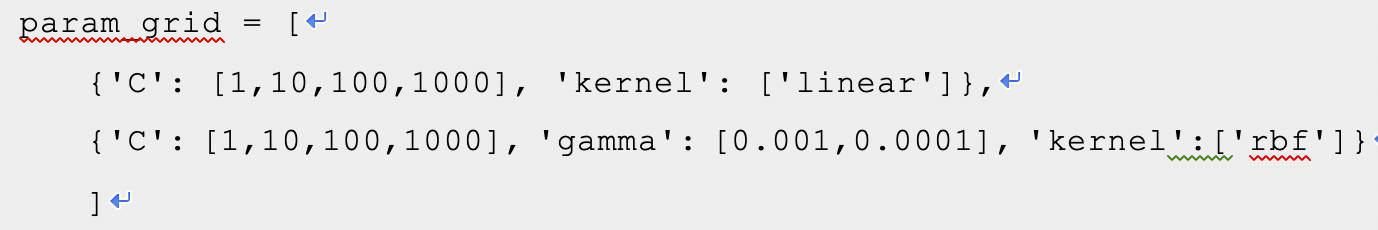 param_grid = [
{'C': [1,10,100,1000], 'kernel': ['linear']},
{'C': [1,10,100,1000], 'gamma': [0.001,0.0001], 'kernel':['rbf']}
]